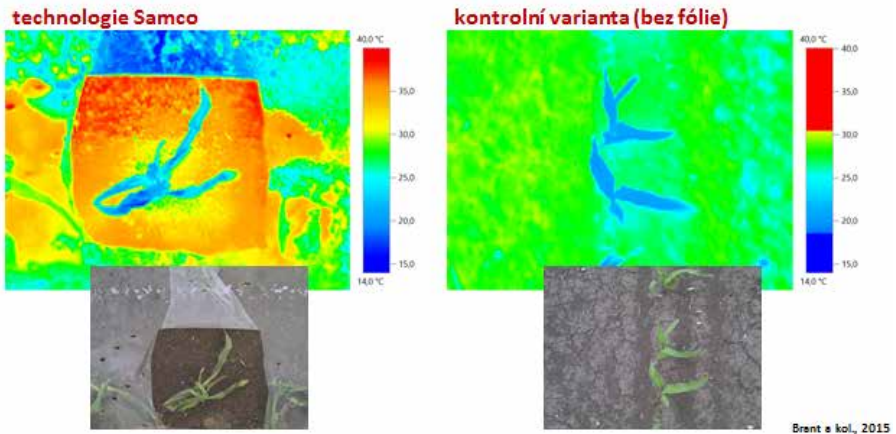 technologie Samco
kontrolní varianta (bez fólie)
40,0 °C
35,0
30,0
25,0
20,0
15,0
14,0 °C
40,0 °C
40,0
35,0
30,0
25,0
20,0
15,0
14,0 °C
Brant a kol., 2015